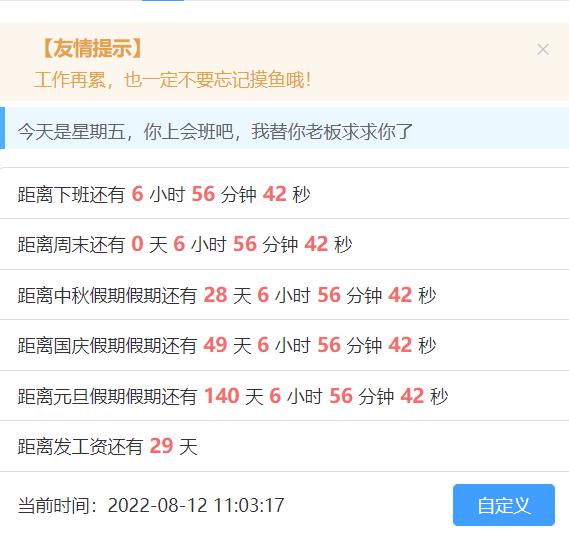 【友情提示】
工作再累，也一定不要忘记摸鱼哦！
今天是星期五，你上会班吧，我替你老板求求你了
距离下班还有 6 小时 56 分钟 42 秒
距离周末还有 0 天 6 小时 56 分钟 42 秒
距离中秋假期假期还有 28 天 6 小时 56 分钟 42 秒
距离国庆假期假期还有 49 天 6 小时 56 分钟 42 秒
距离元旦假期假期还有 140 天 6 小时 56 分钟 42 秒
距离发工资还有 29 天
当前时间：2022-08-12 11:03:17
自定义